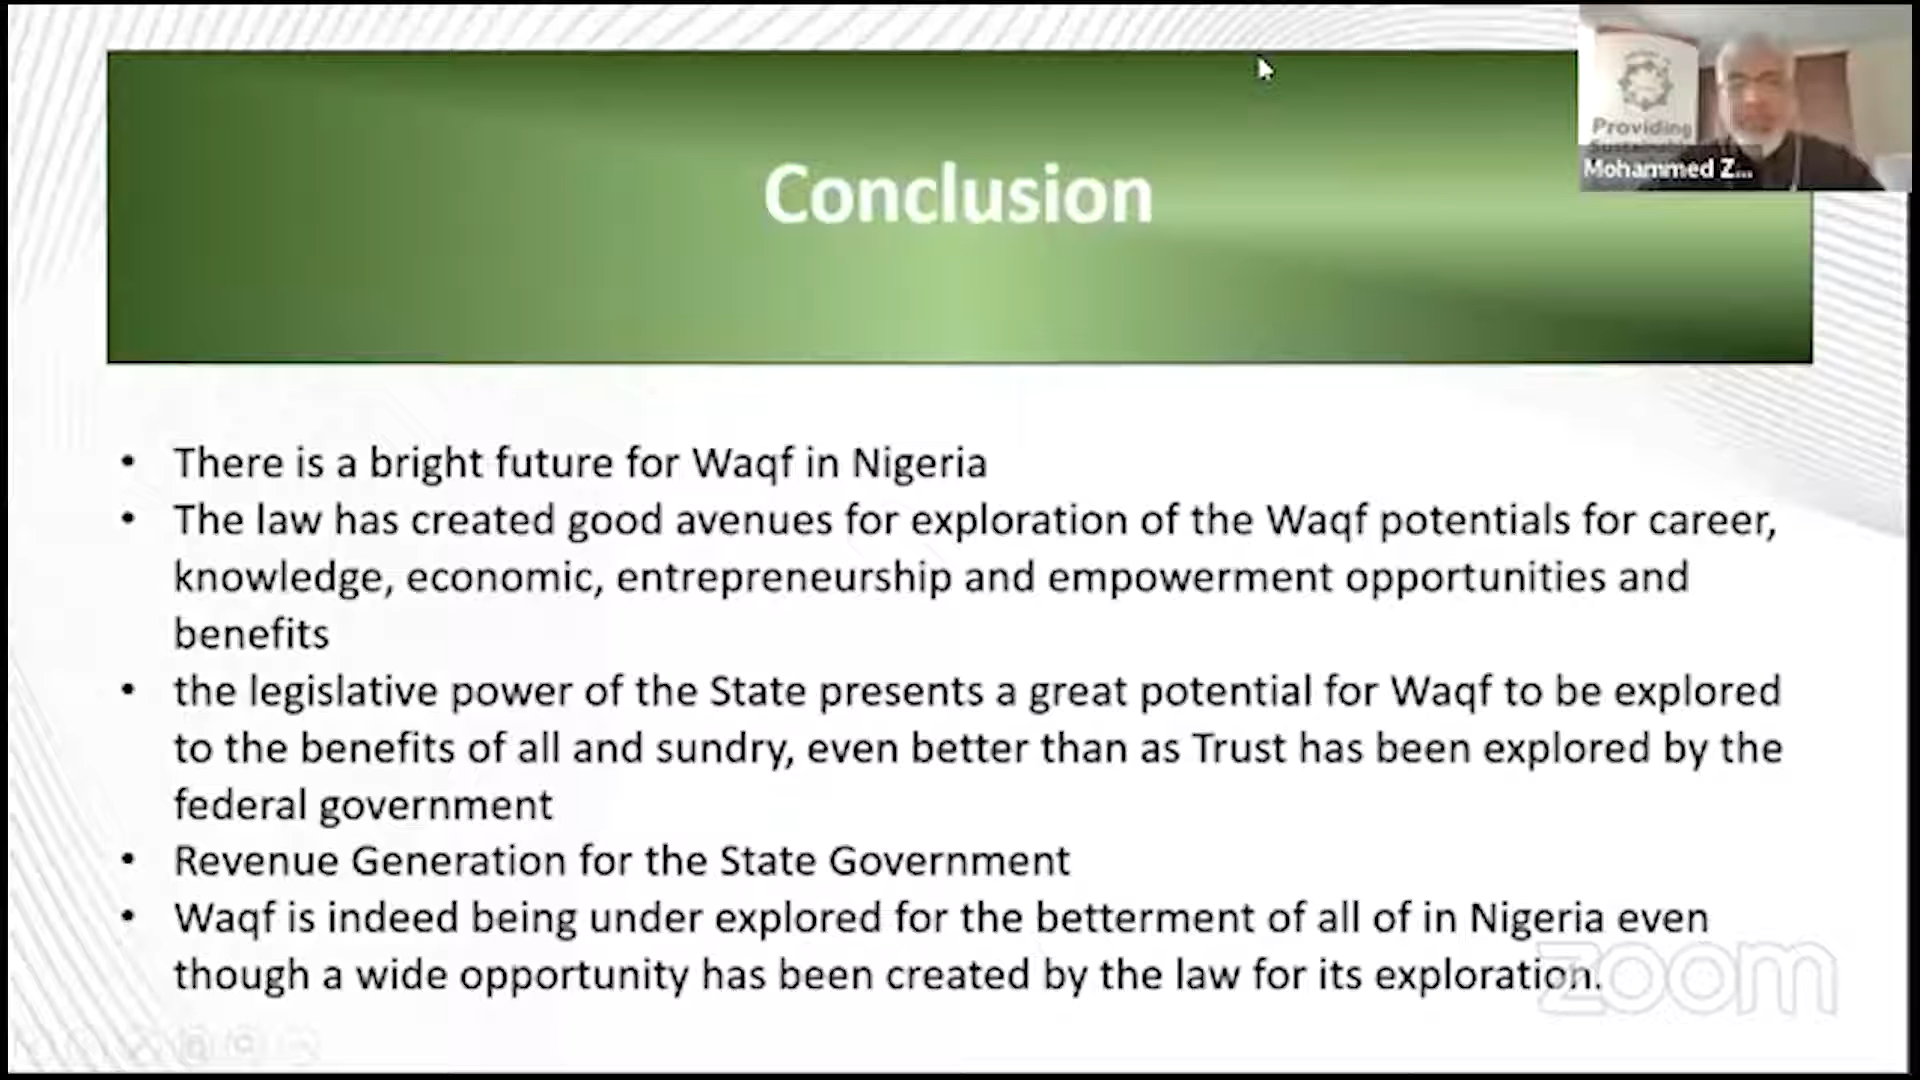 Conclusion
Providing
Mohammed Z...
• There is a bright future for Waqf in Nigeria
• The law has created good avenues for exploration of the Waqf potentials for career,
knowledge, economic, entrepreneurship and empowerment opportunities and
benefits
• the legislative power of the State presents a great potential for Waqf to be explored
to the benefits of all and sundry, even better than as Trust has been explored by the
federal government
• Revenue Generation for the State Government
• Waqf is indeed being under explored for the betterment of all of in Nigeria even
though a wide opportunity has been created by the law for its exploration.
zoom